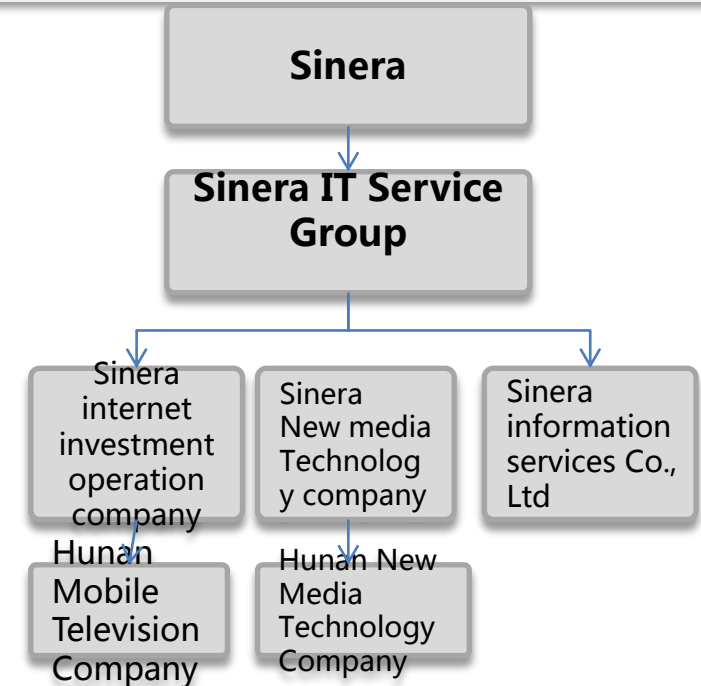 Sinera
Sinera IT Service
Group
Sinera
internet
investment
operation
company
Sinera
New media
Technolog
y company
Sinera
information
services Co.,
Ltd
Hunan
Mobile
Television
Company
Hunan New
Media
Technology
Company